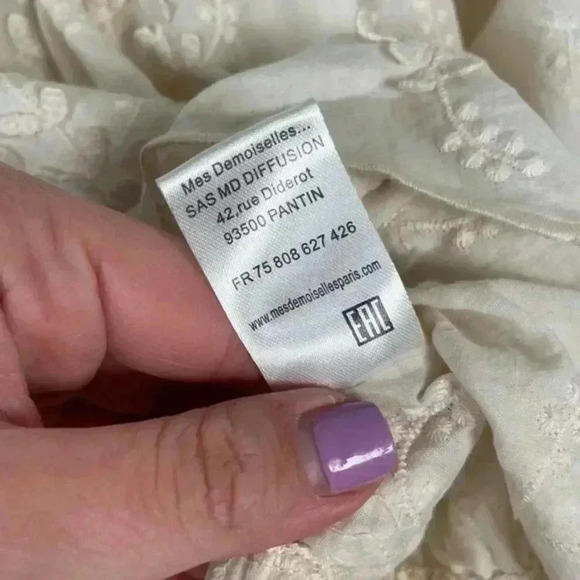 Mes Demoiselles...
SAS MD DIFFUSION
42,rue Diderot
93500 PANTIN
FR 75 808 627 426
www.mesdemoisellesparis.com
EAC